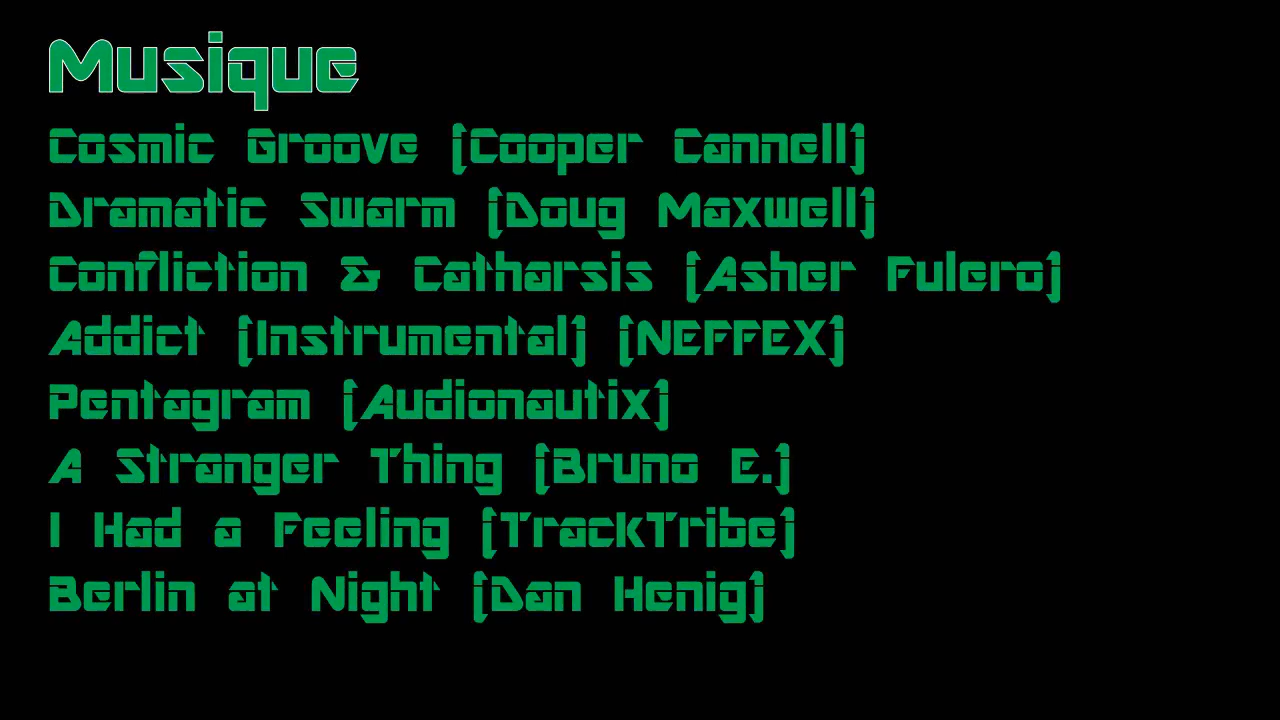 Musique
Cosmic Groove (Cooper Cannell)
Dramatic Swarm (Doug Maxwell)
Confliction & Catharsis (Asher Fulero)
Addict (Instrumental) (NEFFEX)
Pentagram (Audionautix)
A Stranger Thing (Bruno E.)
I Had a Feeling (TrackTribe)
Berlin at Night (Dan Henig)